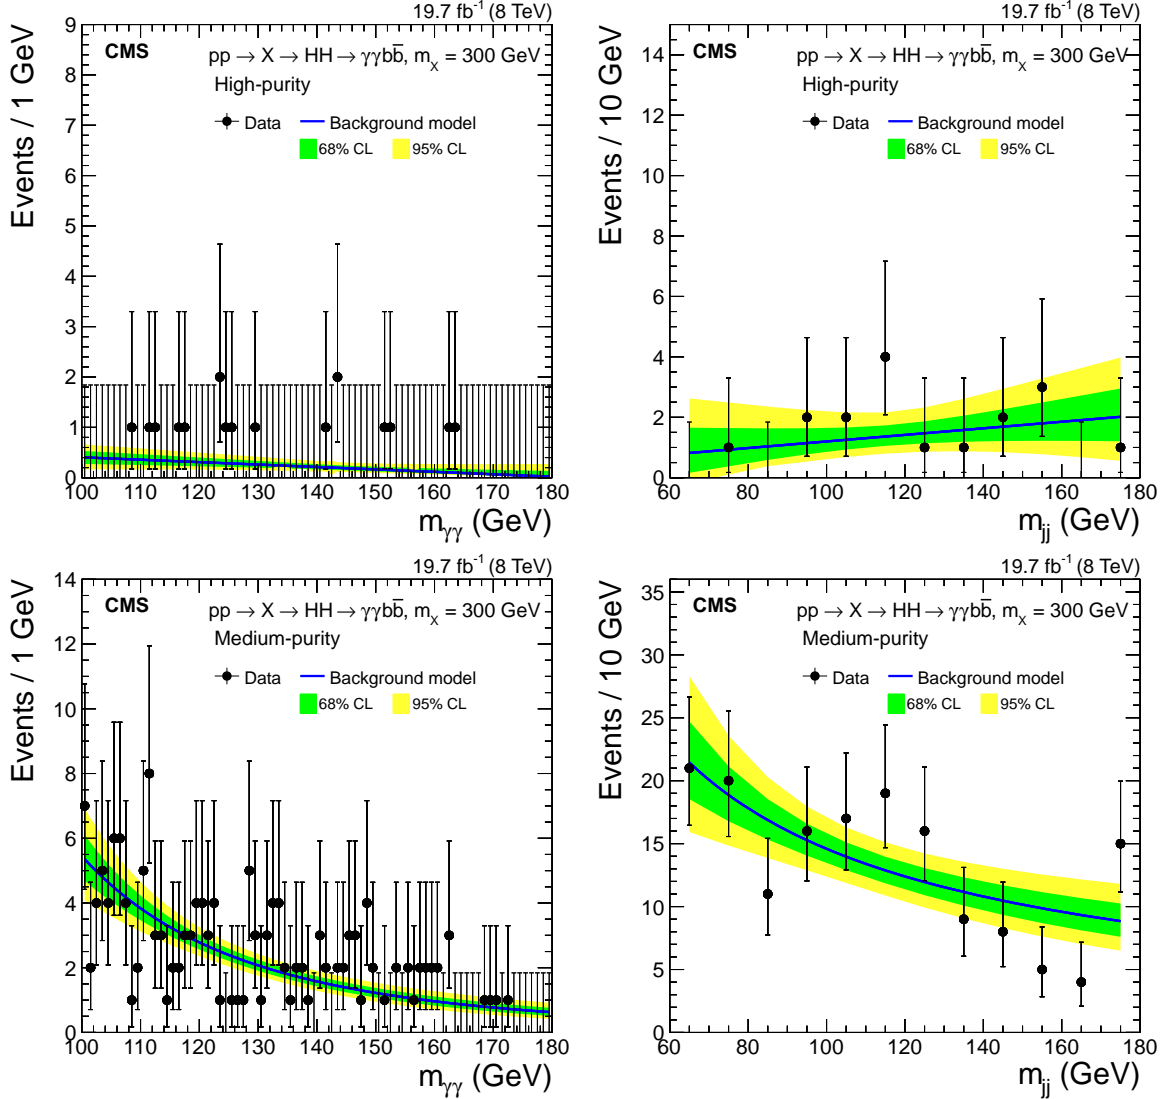 19.7 fb⁻¹ (8 TeV)
CMS
pp → X → HH → γγbb̄, m_X = 300 GeV
High-purity
Data
Background model
68% CL
95% CL
Events / 1 GeV
9
8
7
6
5
4
3
2
1
0
100 110 120 130 140 150 160 170 180
m_γγ (GeV)
19.7 fb⁻¹ (8 TeV)
CMS
pp → X → HH → γγbb̄, m_X = 300 GeV
High-purity
Data
Background model
68% CL
95% CL
Events / 10 GeV
14
12
10
8
6
4
2
0
60 80 100 120 140 160 180
m_jj (GeV)
19.7 fb⁻¹ (8 TeV)
CMS
pp → X → HH → γγbb̄, m_X = 300 GeV
Medium-purity
Data
Background model
68% CL
95% CL
Events / 1 GeV
14
12
10
8
6
4
2
0
100 110 120 130 140 150 160 170 180
m_γγ (GeV)
19.7 fb⁻¹ (8 TeV)
CMS
pp → X → HH → γγbb̄, m_X = 300 GeV
Medium-purity
Data
Background model
68% CL
95% CL
Events / 10 GeV
35
30
25
20
15
10
5
0
60 80 100 120 140 160 180
m_jj (GeV)